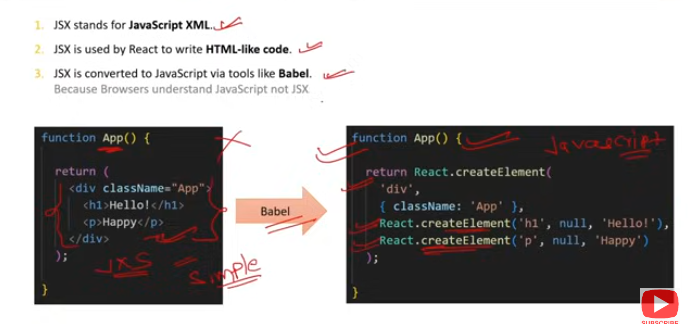 1. JSX stands for JavaScript XML.
2. JSX is used by React to write HTML-like code.
3. JSX is converted to JavaScript via tools like Babel.
Because Browsers understand JavaScript not JSX
function App() {
return (
<div className="App">
<h1>Hello!</h1>
<p>Happy</p>
</div>
);
}
JXS
simple
Babel
function App() {
Javascript
return React.createElement(
'div',
{ className: 'App' },
React.createElement('h1', null, 'Hello!'),
React.createElement('p', null, 'Happy')
);
}
SUBSCRIBE